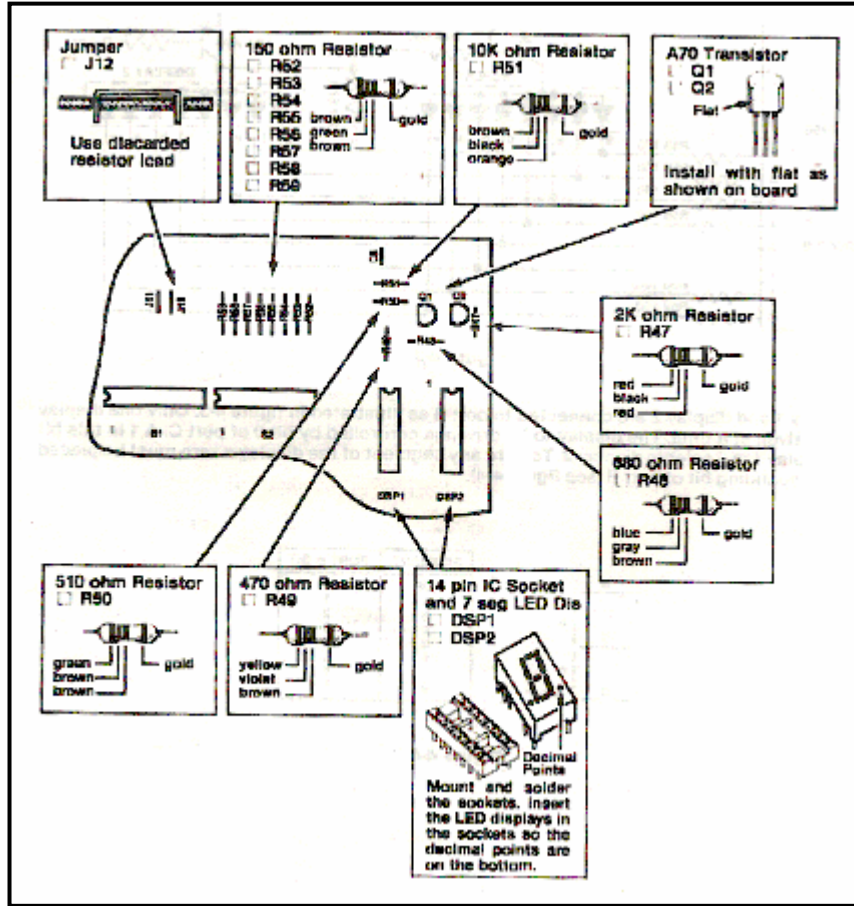 Jumper
J12
Use discarded
resistor lead
150 ohm Resistor
R52
R53
R54
R55
R56
R57
R58
R59
brown
green
brown
gold
10K ohm Resistor
R51
brown
black
orange
gold
A70 Transistor
Q1
Q2
Flat
Install with flat as
shown on board
R51
R50
Q1
2K ohm Resistor
R47
red
black
red
gold
1
DSP1 DSP2
680 ohm Resistor
R48
blue
gray
brown
gold
510 ohm Resistor
R50
green
brown
brown
gold
470 ohm Resistor
R49
yellow
violet
brown
gold
14 pin IC Socket
and 7 seg LED Dis
DSP1
DSP2
Decimal
Points
Mount and solder
the sockets, insert
the LED displays in
the sockets so the
decimal points are
on the bottom.